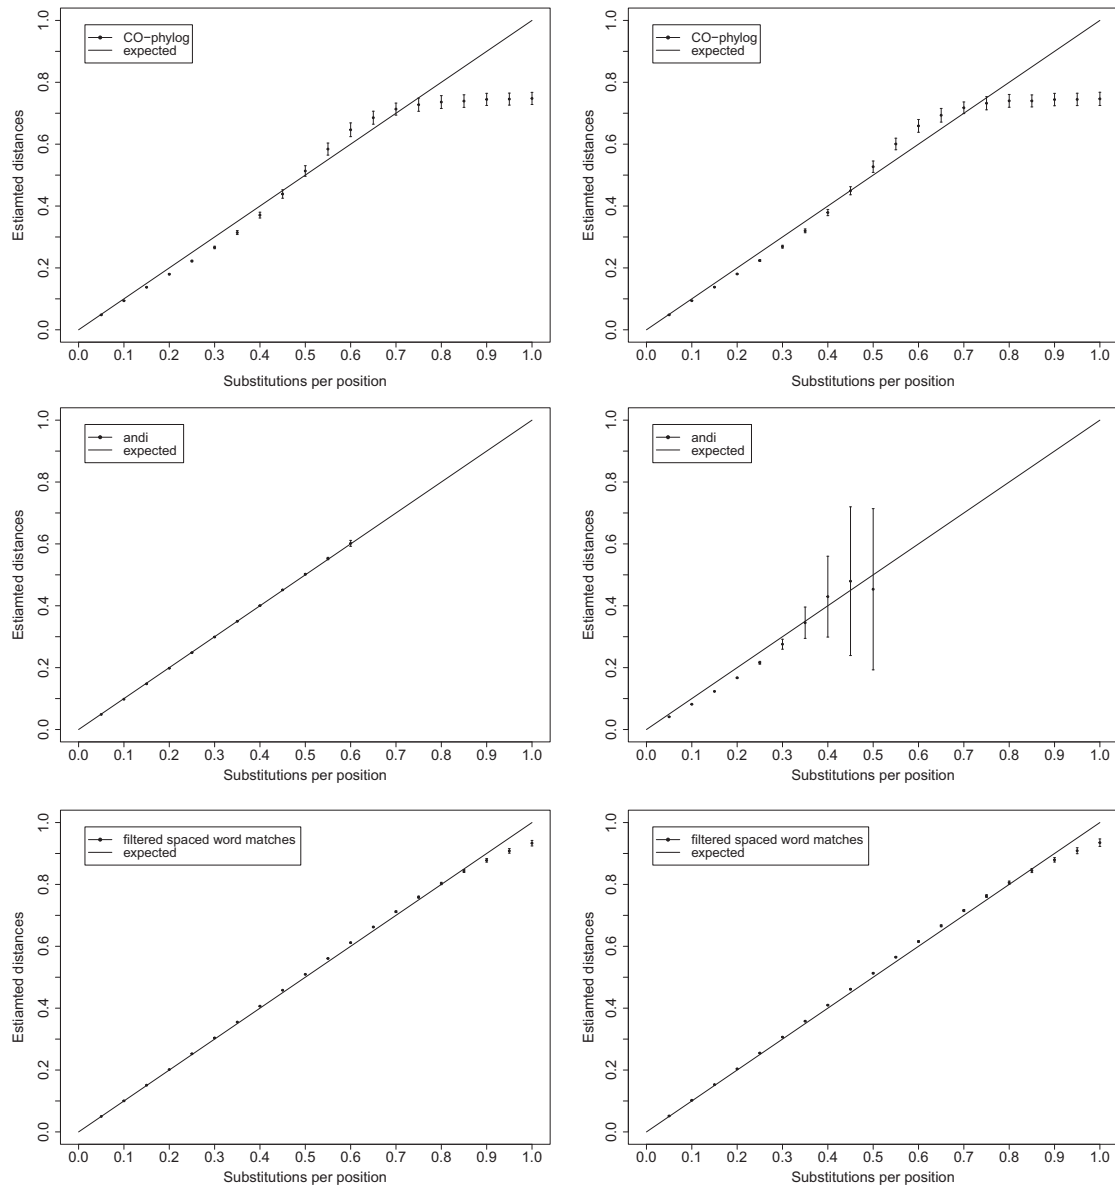 CO−phylog
expected
Estiamted distances
0.0 0.2 0.4 0.6 0.8 1.0
0.0 0.1 0.2 0.3 0.4 0.5 0.6 0.7 0.8 0.9 1.0
Substitutions per position
CO−phylog
expected
Estiamted distances
0.0 0.2 0.4 0.6 0.8 1.0
0.0 0.1 0.2 0.3 0.4 0.5 0.6 0.7 0.8 0.9 1.0
Substitutions per position
andi
expected
Estiamted distances
0.0 0.2 0.4 0.6 0.8 1.0
0.0 0.1 0.2 0.3 0.4 0.5 0.6 0.7 0.8 0.9 1.0
Substitutions per position
andi
expected
Estiamted distances
0.0 0.2 0.4 0.6 0.8 1.0
0.0 0.1 0.2 0.3 0.4 0.5 0.6 0.7 0.8 0.9 1.0
Substitutions per position
filtered spaced word matches
expected
Estiamted distances
0.0 0.2 0.4 0.6 0.8 1.0
0.0 0.1 0.2 0.3 0.4 0.5 0.6 0.7 0.8 0.9 1.0
Substitutions per position
filtered spaced word matches
expected
Estiamted distances
0.0 0.2 0.4 0.6 0.8 1.0
0.0 0.1 0.2 0.3 0.4 0.5 0.6 0.7 0.8 0.9 1.0
Substitutions per position